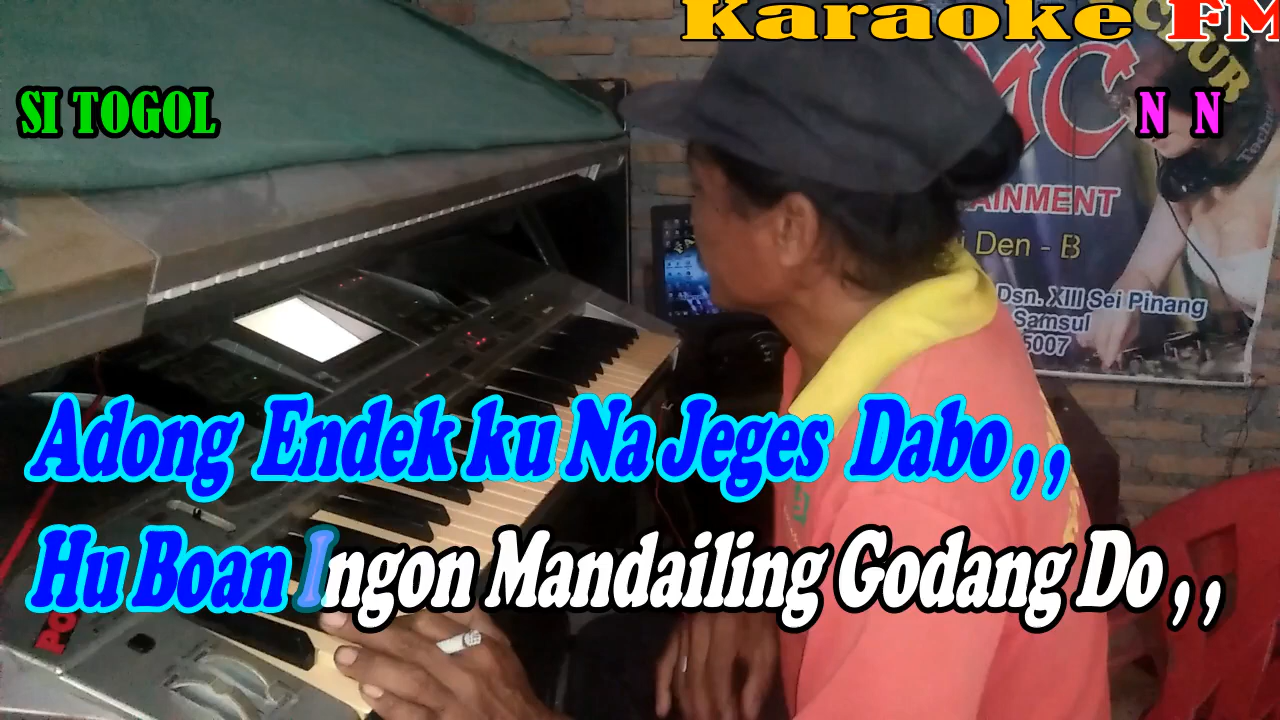 Karaoke FM
SI TOGOL
N N
MC
AINMENT
Den - B
Dsn. XIII Sei Pinang
Samsul
5007
Adong Endek ku Na Jeges Dabo , ,
Hu Boan Ingon Mandailing Godang Do , ,